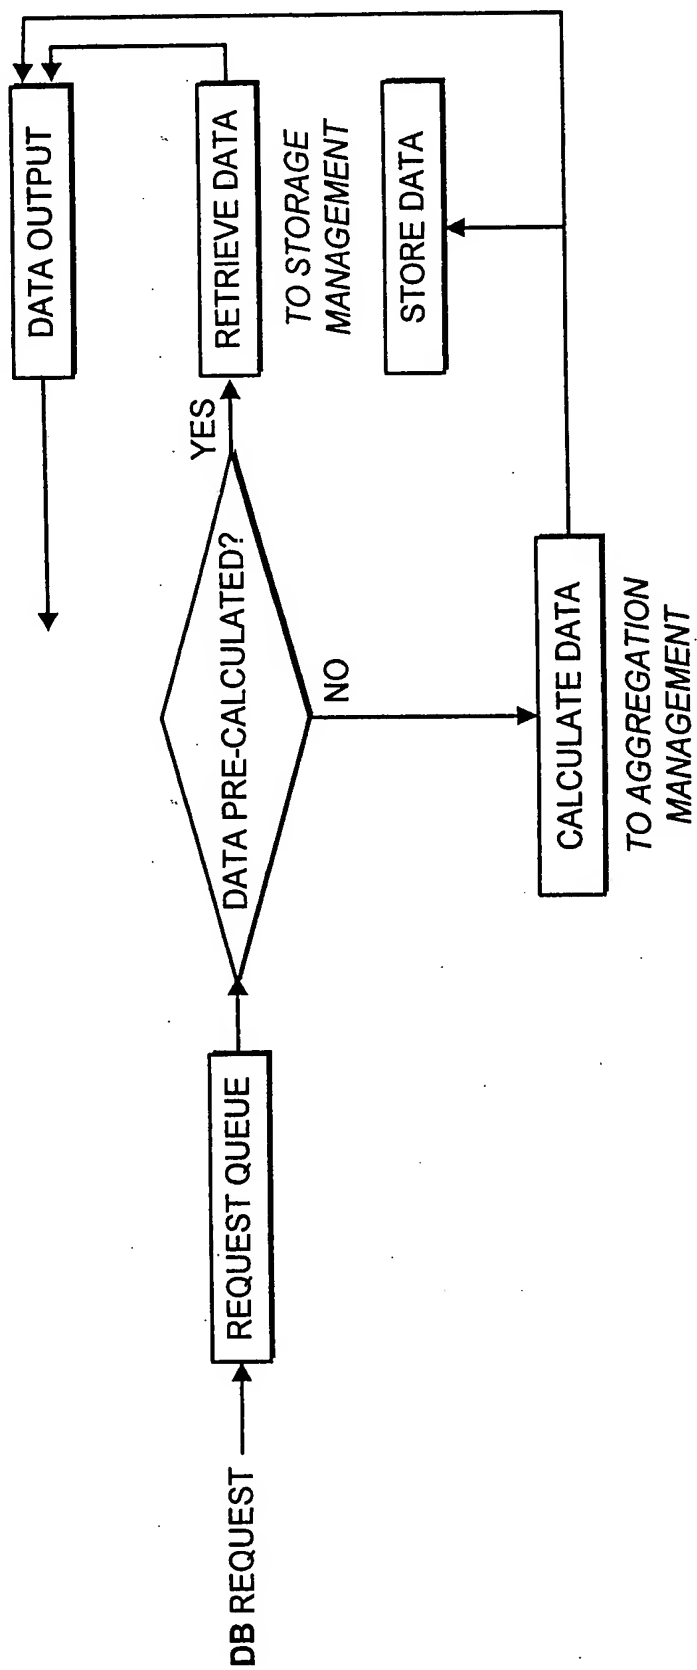 DB REQUEST
REQUEST QUEUE
DATA PRE-CALCULATED?
YES
NO
DATA OUTPUT
RETRIEVE DATA
TO STORAGE
MANAGEMENT
STORE DATA
CALCULATE DATA
TO AGGREGATION
MANAGEMENT